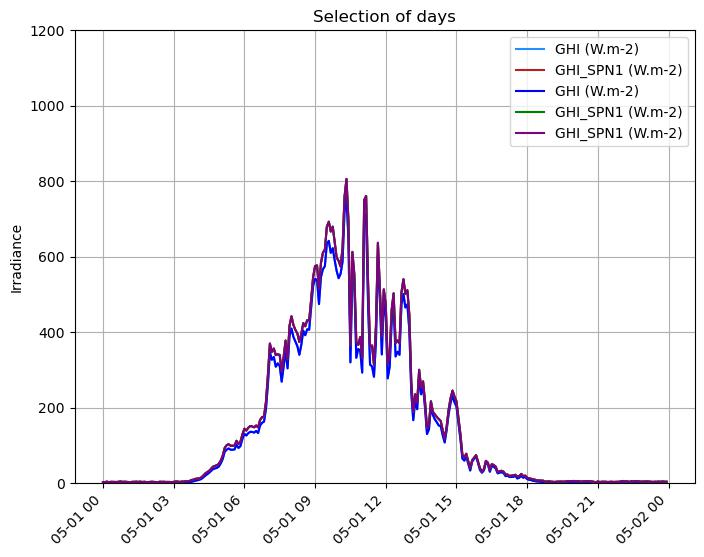 Selection of days
1200
1000
800
600
400
200
0
Irradiance
GHI (W.m-2)
GHI_SPN1 (W.m-2)
GHI (W.m-2)
GHI_SPN1 (W.m-2)
GHI_SPN1 (W.m-2)
05-01 00
05-01 03
05-01 06
05-01 09
05-01 12
05-01 15
05-01 18
05-01 21
05-02 00